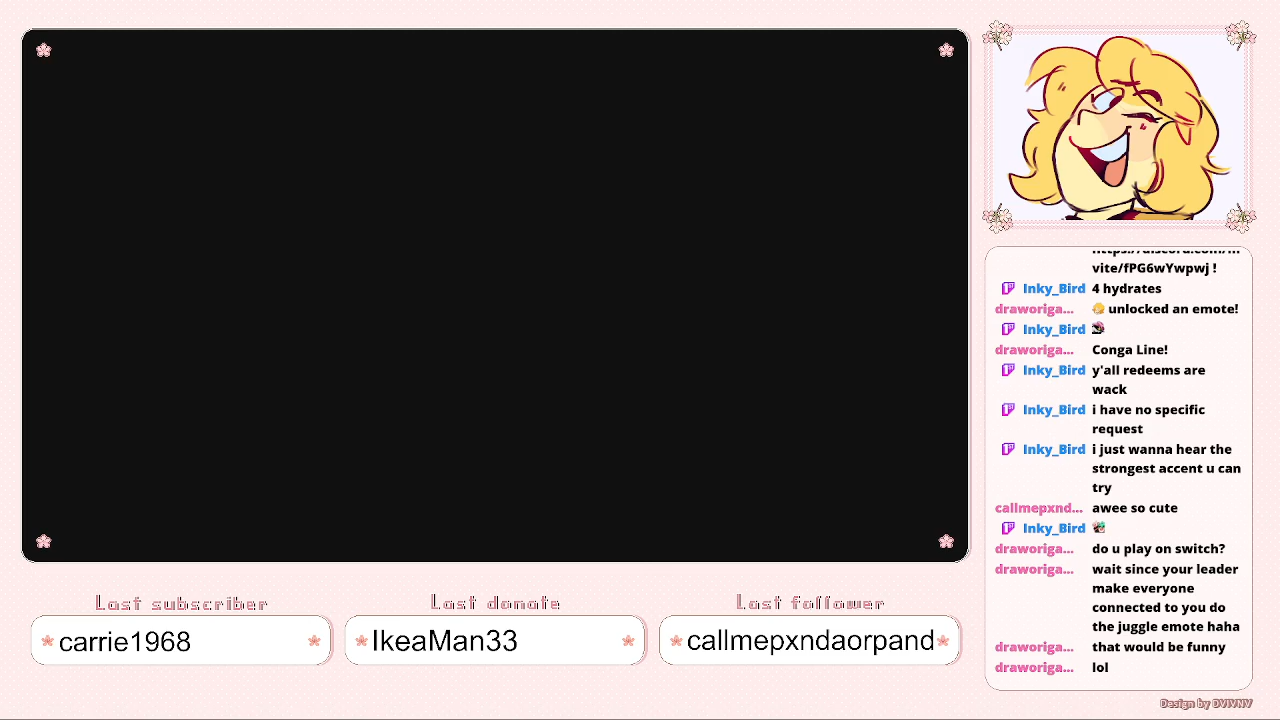 vite/fPG6wYwpwj !
Inky_Bird 4 hydrates
draworiga... unlocked an emote!
Inky_Bird
draworiga... Conga Line!
Inky_Bird y'all redeems are
wack
Inky_Bird i have no specific
request
Inky_Bird i just wanna hear the
strongest accent u can
try
callmepxnd... awee so cute
Inky_Bird
draworiga... do u play on switch?
draworiga... wait since your leader
make everyone
connected to you do
the juggle emote haha
draworiga... that would be funny
draworiga... lol
Last subscriber
carrie1968
Last donate
IkeaMan33
Last follower
callmepxndaorpand
Design by DVIVNV